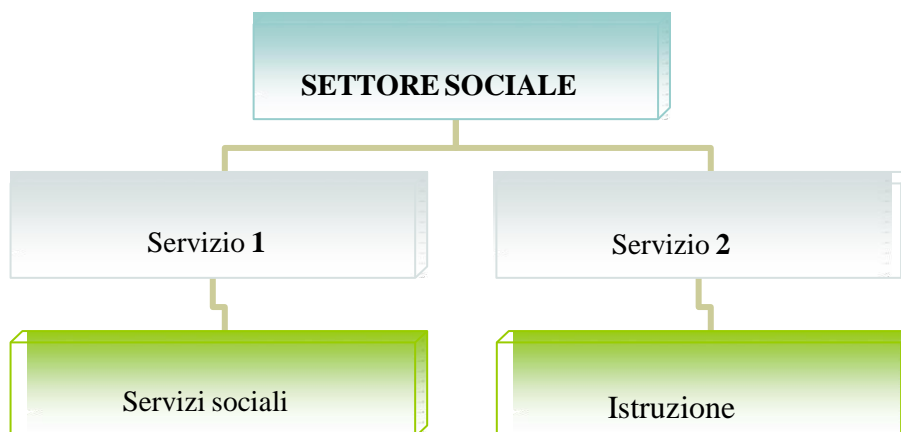 SETTORE SOCIALE
Servizio 1
Servizio 2
Servizi sociali
Istruzione